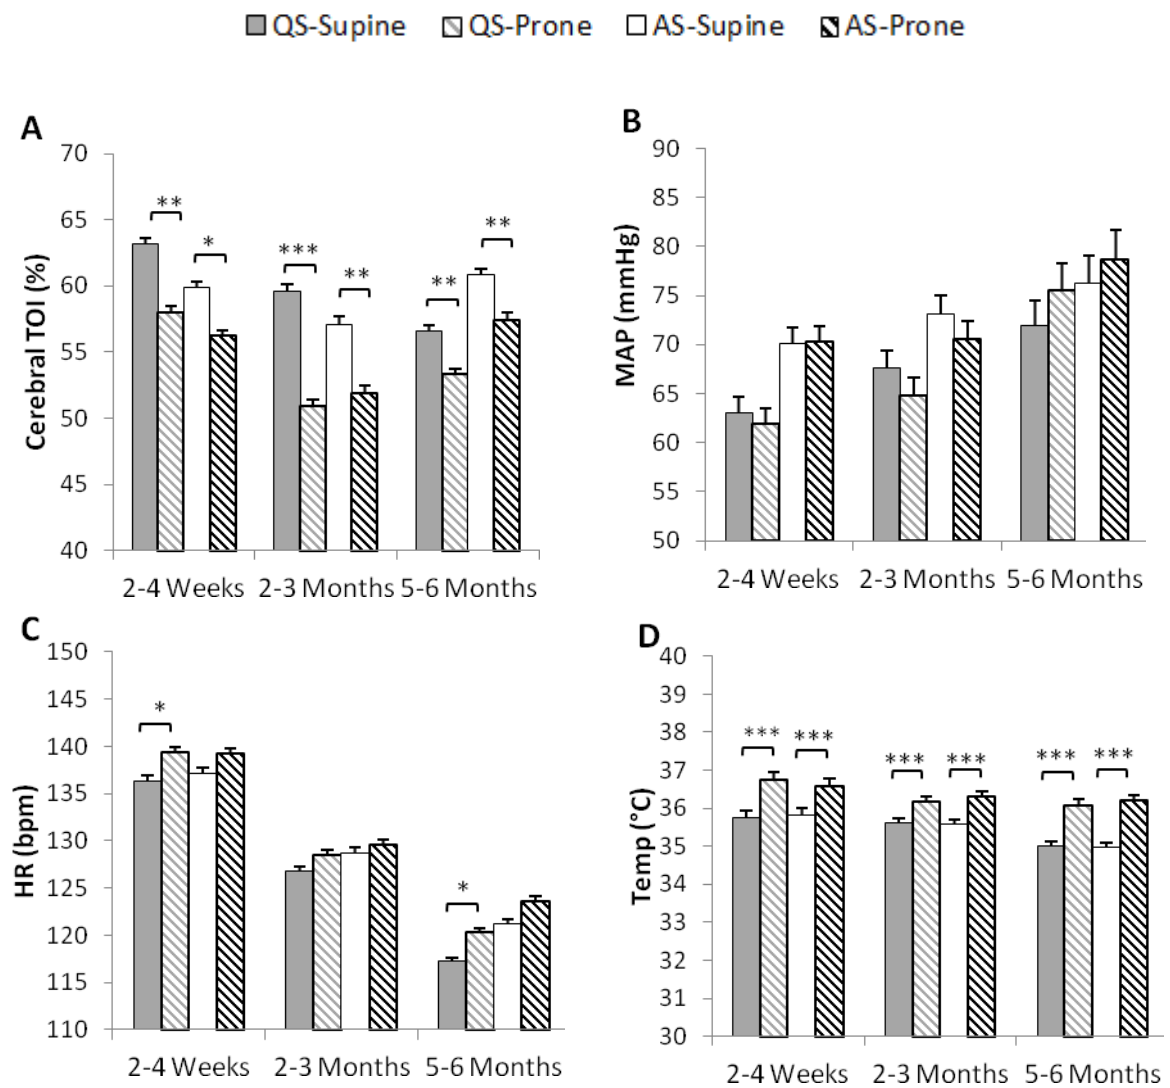 QS-Supine QS-Prone AS-Supine AS-Prone
A
Cerebral TOI (%)
70
65
60
55
50
45
40
** * *** ** ** **
2-4 Weeks 2-3 Months 5-6 Months
B
MAP (mmHg)
90
85
80
75
70
65
60
55
50
2-4 Weeks 2-3 Months 5-6 Months
C
HR (bpm)
150
145
140
135
130
125
120
115
110
* *
2-4 Weeks 2-3 Months 5-6 Months
D
Temp (°C)
40
39
38
37
36
35
34
33
32
31
30
*** *** *** *** *** ***
2-4 Weeks 2-3 Months 5-6 Months